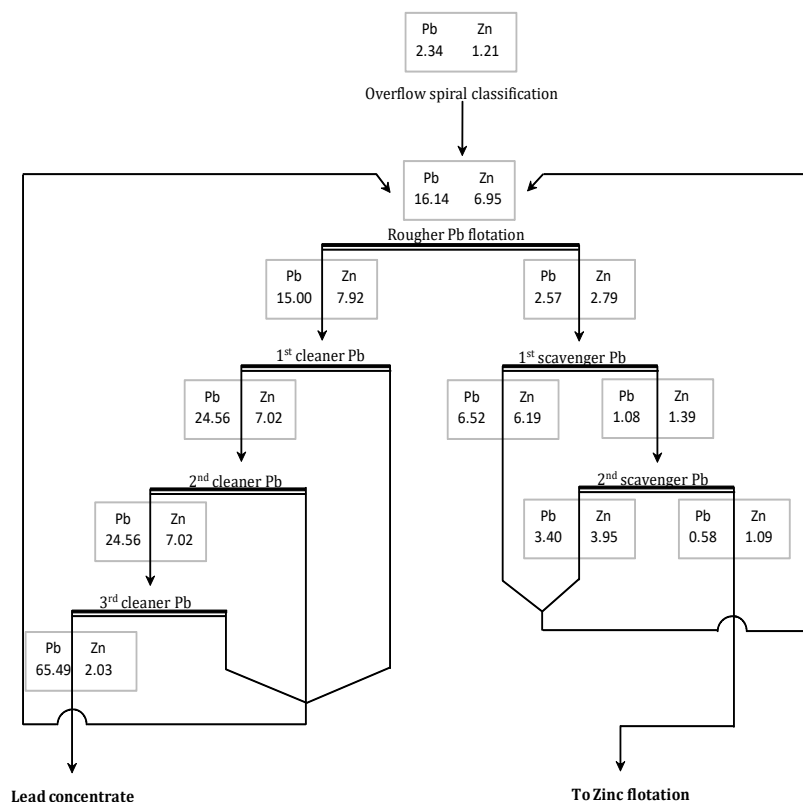 Pb Zn
2.34 1.21
Overflow spiral classification
Pb Zn
16.14 6.95
Rougher Pb flotation
Pb Zn
15.00 7.92
Pb Zn
2.57 2.79
1st cleaner Pb
1st scavenger Pb
Pb Zn
24.56 7.02
Pb Zn
6.52 6.19
Pb Zn
1.08 1.39
2nd cleaner Pb
2nd scavenger Pb
Pb Zn
24.56 7.02
Pb Zn
3.40 3.95
Pb Zn
0.58 1.09
3rd cleaner Pb
Pb Zn
65.49 2.03
Lead concentrate
To Zinc flotation